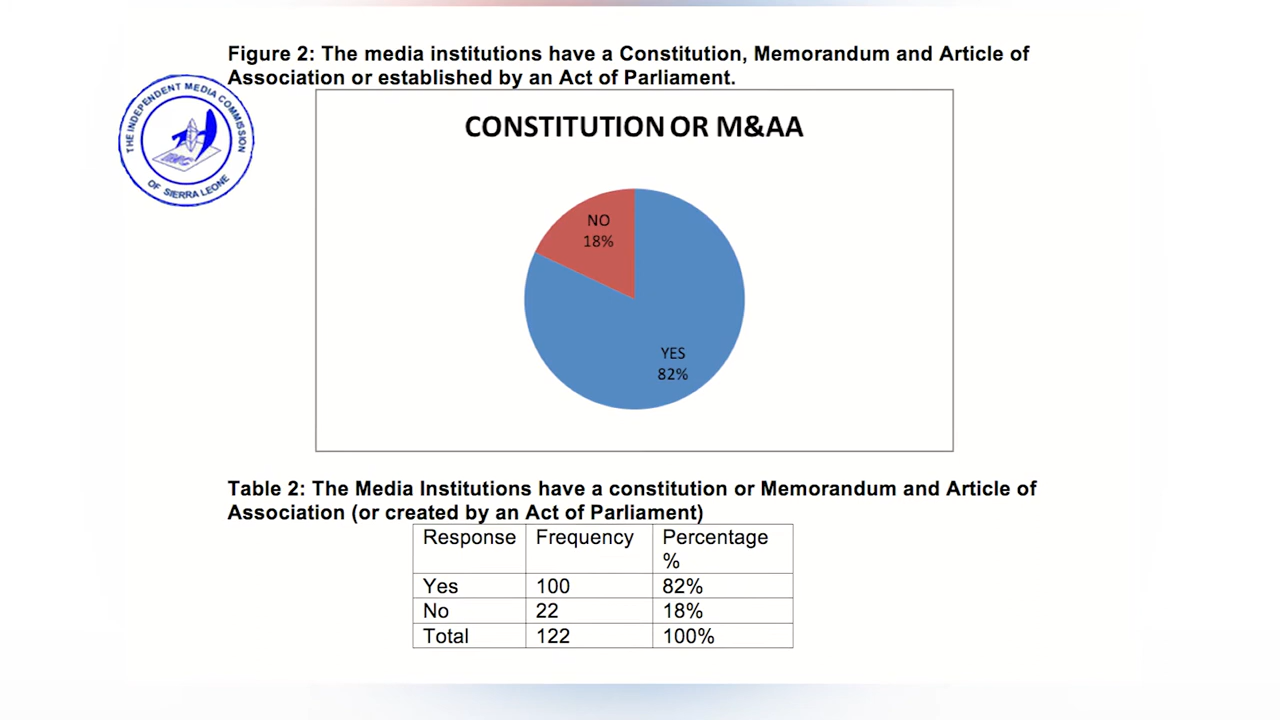 Figure 2: The media institutions have a Constitution, Memorandum and Article of
Association or established by an Act of Parliament.
THE INDEPENDENT MEDIA COMMISSION
OF SIERRA LEONE
IMC
CONSTITUTION OR M&AA
NO
18%
YES
82%
Table 2: The Media Institutions have a constitution or Memorandum and Article of
Association (or created by an Act of Parliament)
Response Frequency Percentage
%
Yes 100 82%
No 22 18%
Total 122 100%